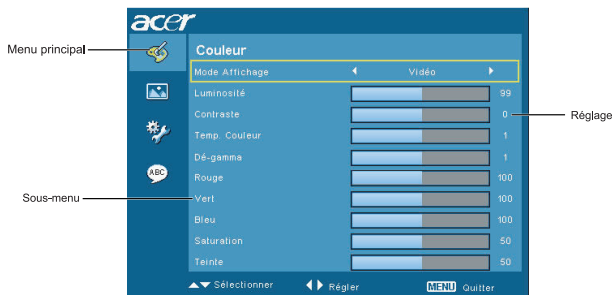 acer
Menu principal
Couleur
Mode Affichage Vidéo
Luminosité 99
Contraste 0
Réglage
Temp. Couleur 1
Dé-gamma 1
ABC
Rouge 100
Sous-menu
Vert 100
Bleu 100
Saturation 50
Teinte 50
Sélectionner Régler MENU Quitter